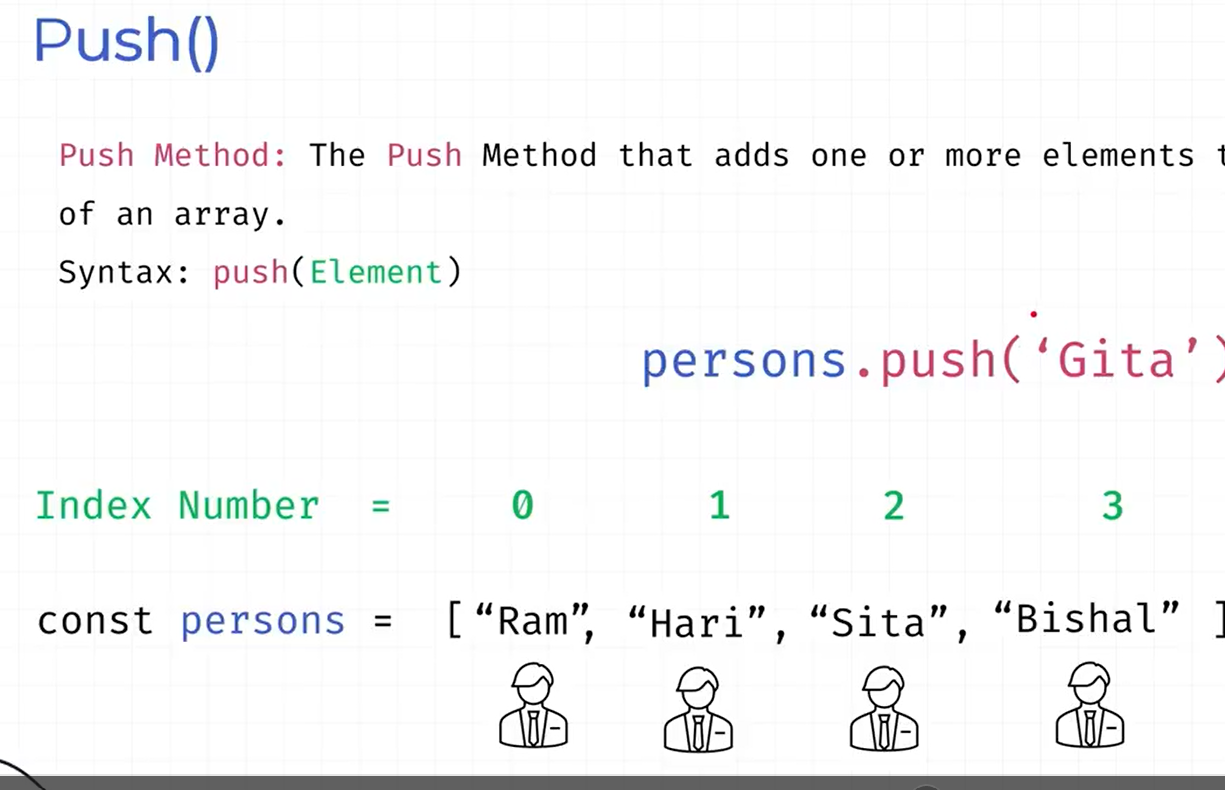 Push()
Push Method: The Push Method that adds one or more elements
of an array.
Syntax: push(Element)
persons.push(‘Gita’)
Index Number = 0 1 2 3
const persons = [“Ram”, “Hari”, “Sita”, “Bishal” ]